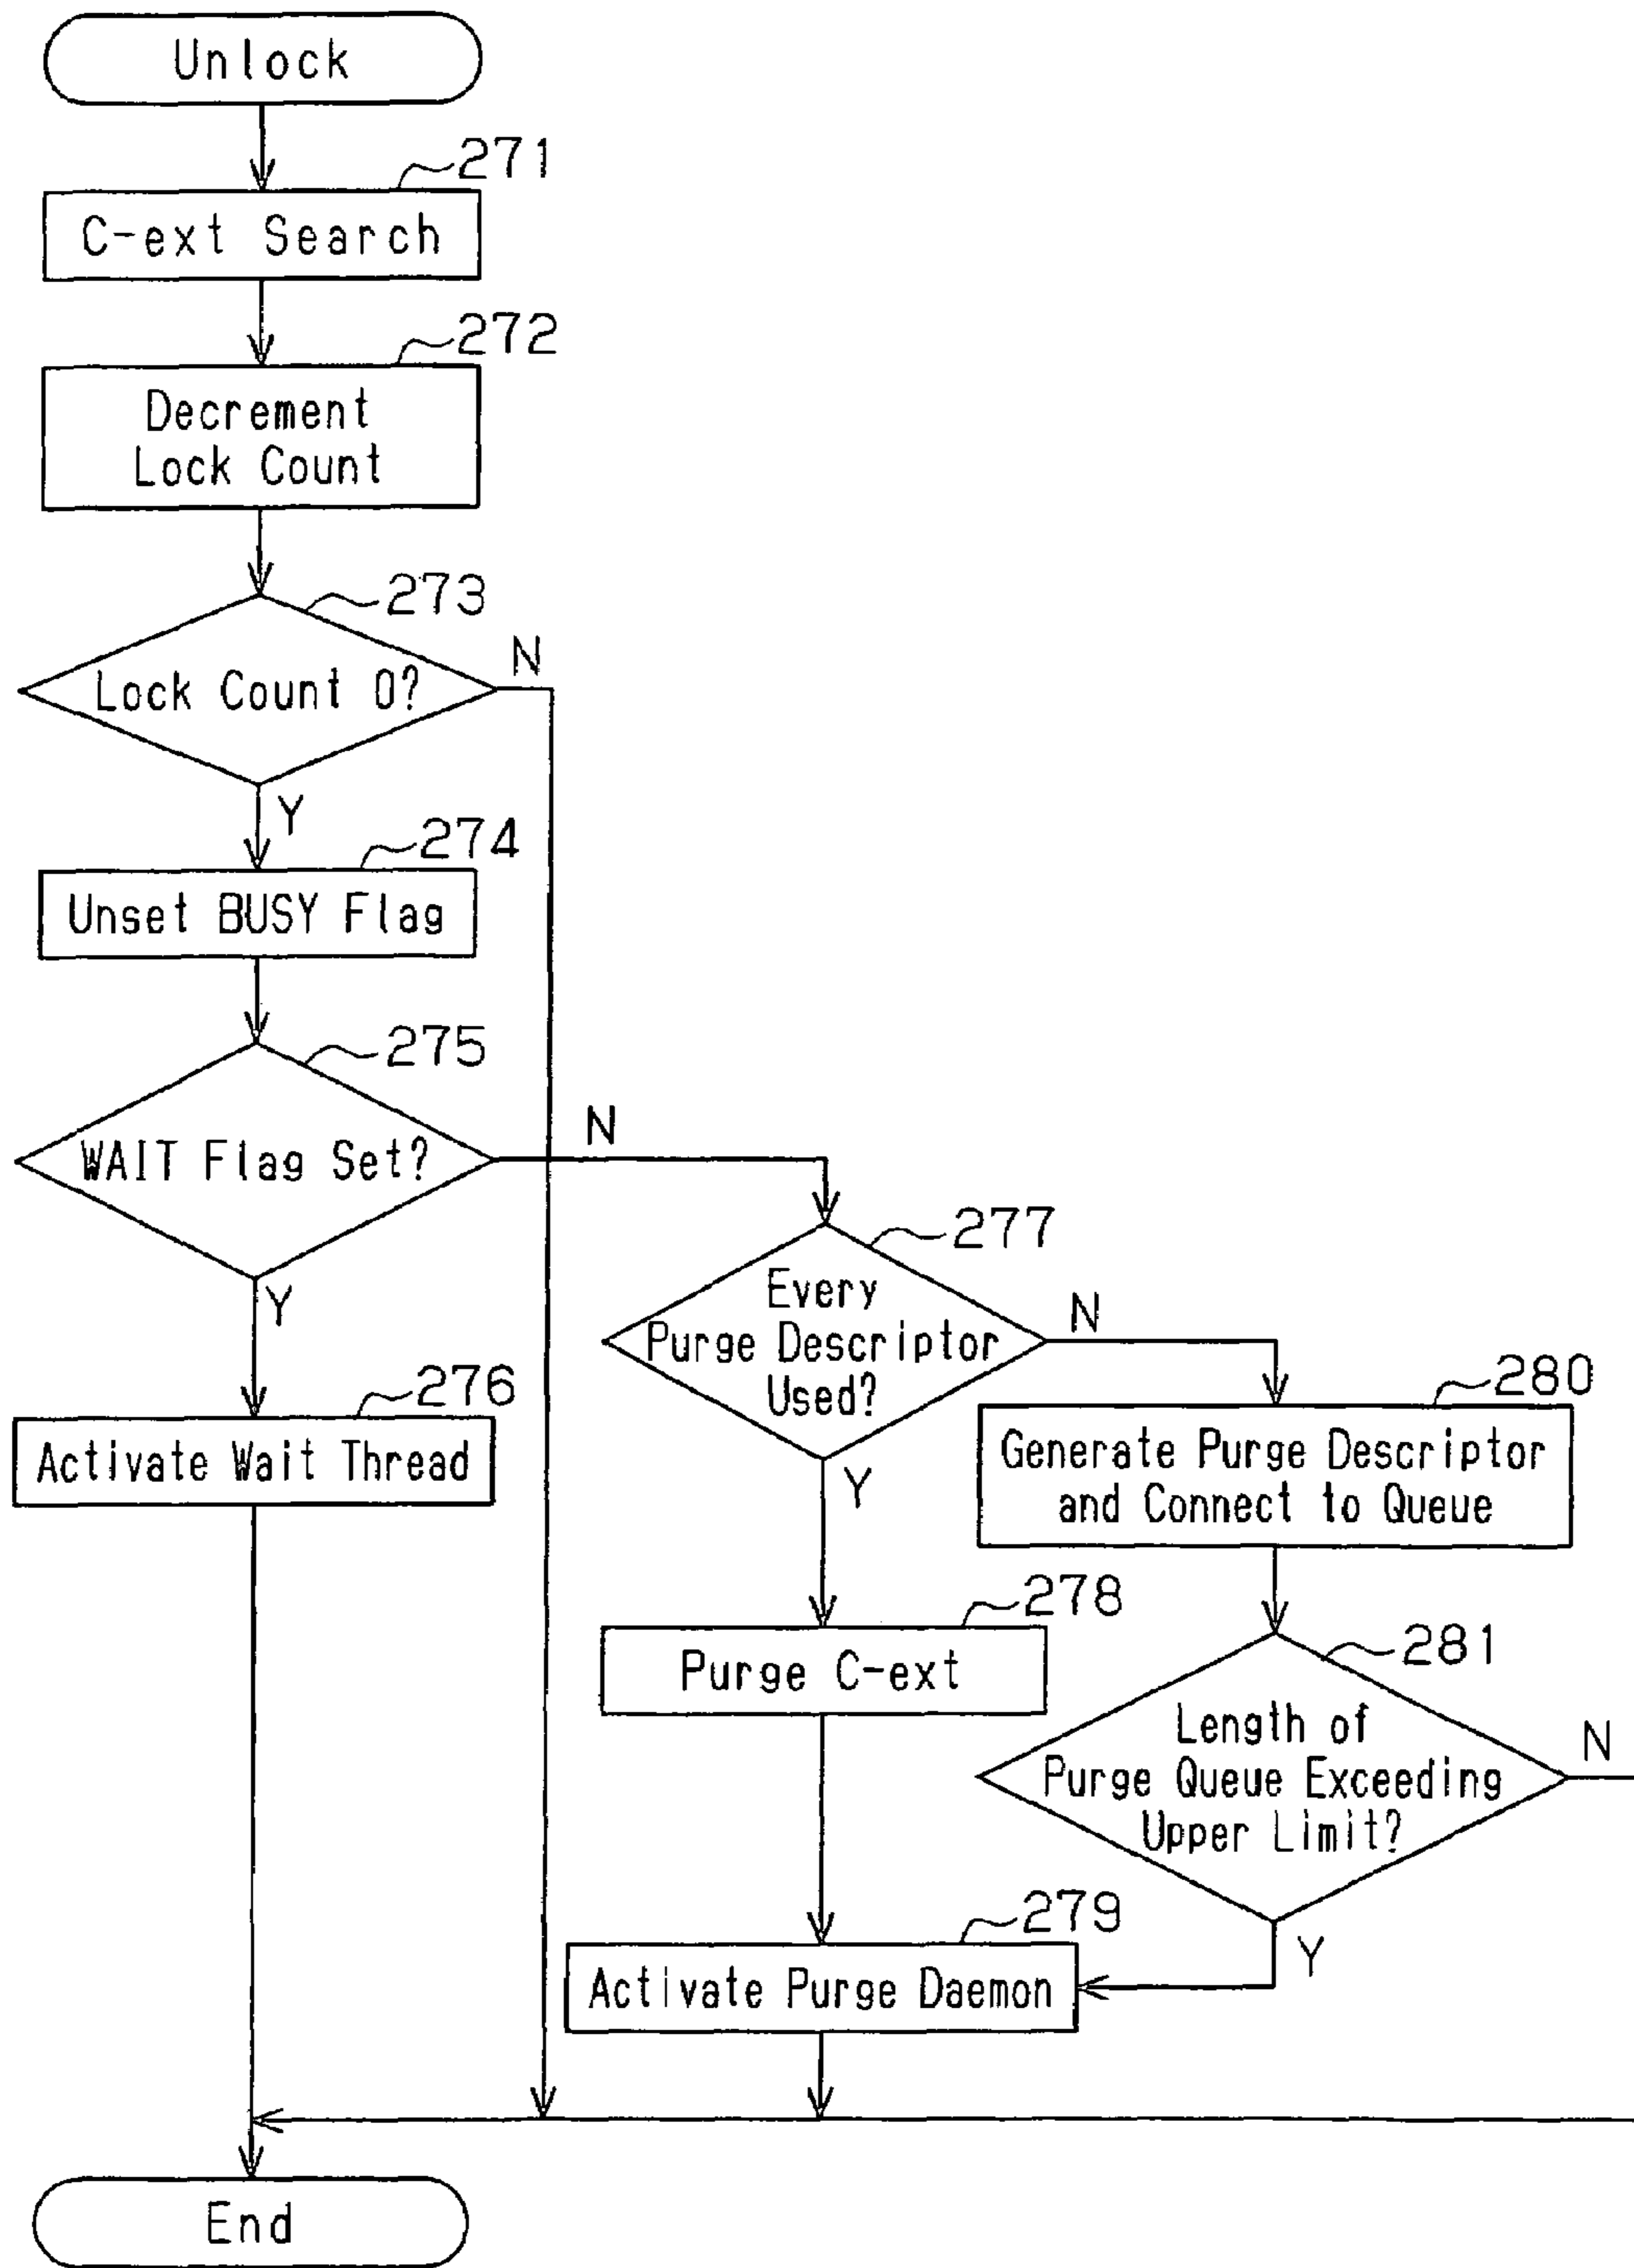 Unlock
271
C-ext Search
272
Decrement
Lock Count
273
Lock Count 0?
N
Y
274
Unset BUSY Flag
275
WAIT Flag Set?
N
Y
276
Activate Wait Thread
277
Every
Purge Descriptor
Used?
N
Y
280
Generate Purge Descriptor
and Connect to Queue
278
Purge C-ext
281
Length of
Purge Queue Exceeding
Upper Limit?
N
Y
279
Activate Purge Daemon
End